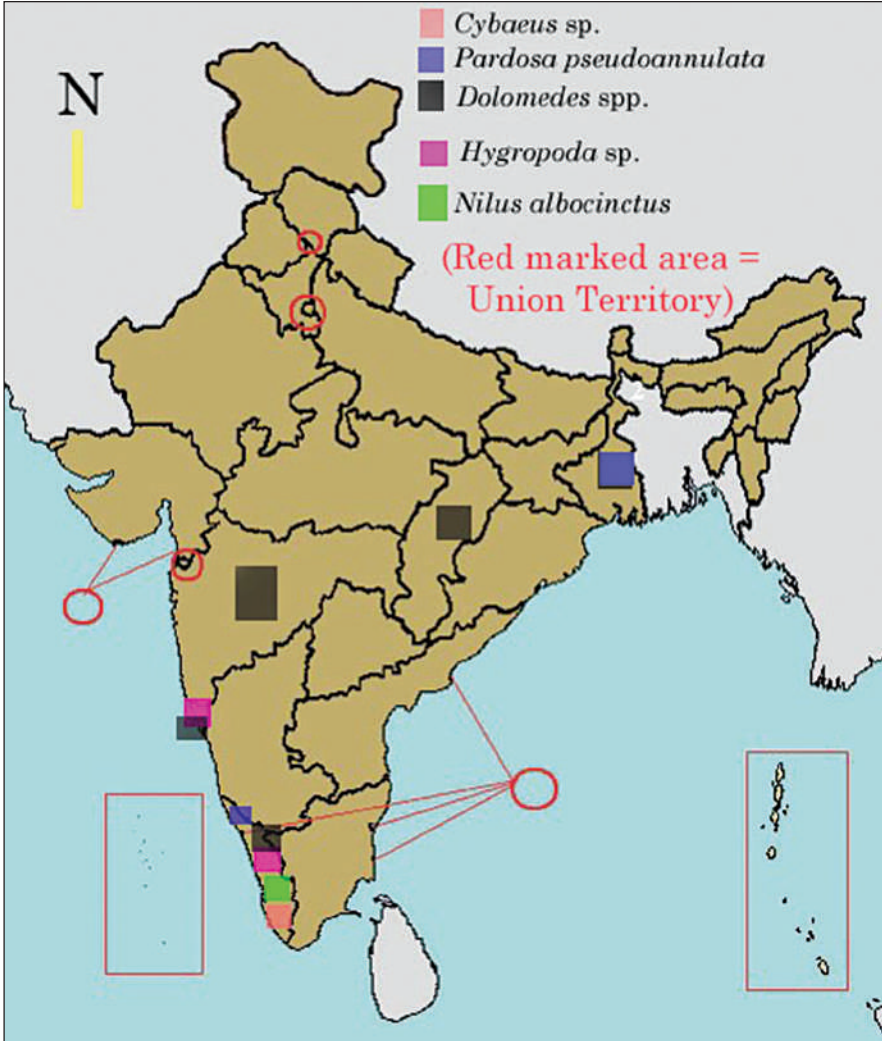 Cybaeus sp.
Pardosa pseudoannulata
N
Dolomedes spp.
Hygropoda sp.
Nilus albocinctus
(Red marked area =
Union Territory)